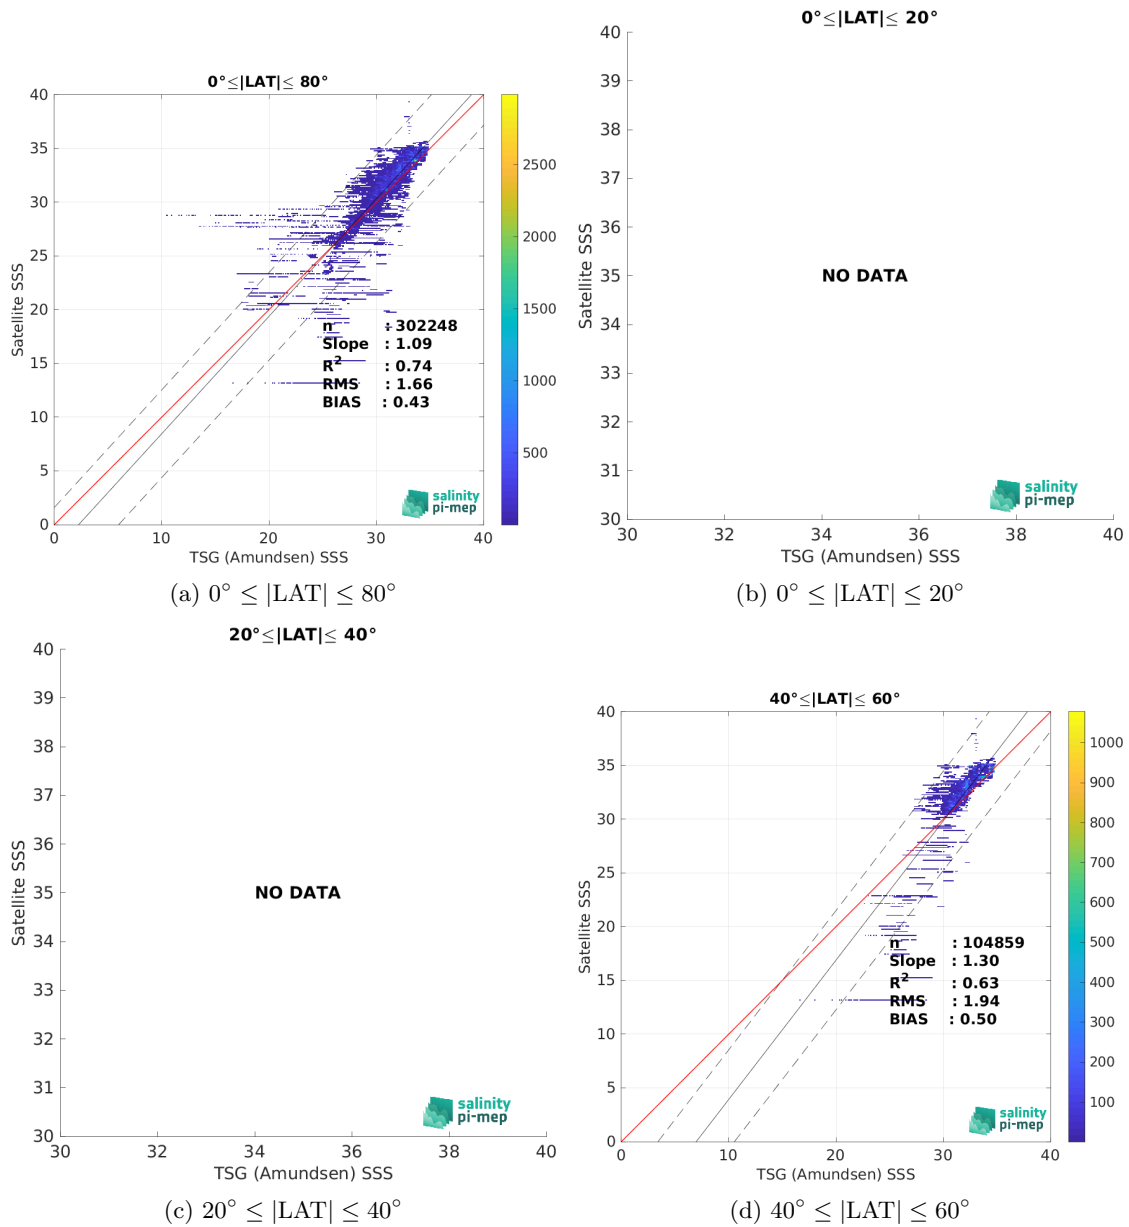 0°≤|LAT|≤ 80°
40
35
30
25
20
15
10
5
0
Satellite SSS
n : 302248
Slope : 1.09
R² : 0.74
RMS : 1.66
BIAS : 0.43
salinity
pi-mep
0 10 20 30 40
TSG (Amundsen) SSS
2500
2000
1500
1000
500
(a) 0° ≤ |LAT| ≤ 80°
0°≤|LAT|≤ 20°
40
39
38
37
36
35
34
33
32
31
30
Satellite SSS
NO DATA
salinity
pi-mep
30 32 34 36 38 40
TSG (Amundsen) SSS
(b) 0° ≤ |LAT| ≤ 20°
20°≤|LAT|≤ 40°
40
39
38
37
36
35
34
33
32
31
30
Satellite SSS
NO DATA
salinity
pi-mep
30 32 34 36 38 40
TSG (Amundsen) SSS
(c) 20° ≤ |LAT| ≤ 40°
40°≤|LAT|≤ 60°
40
35
30
25
20
15
10
5
0
Satellite SSS
n : 104859
Slope : 1.30
R² : 0.63
RMS : 1.94
BIAS : 0.50
salinity
pi-mep
0 10 20 30 40
TSG (Amundsen) SSS
1000
900
800
700
600
500
400
300
200
100
(d) 40° ≤ |LAT| ≤ 60°